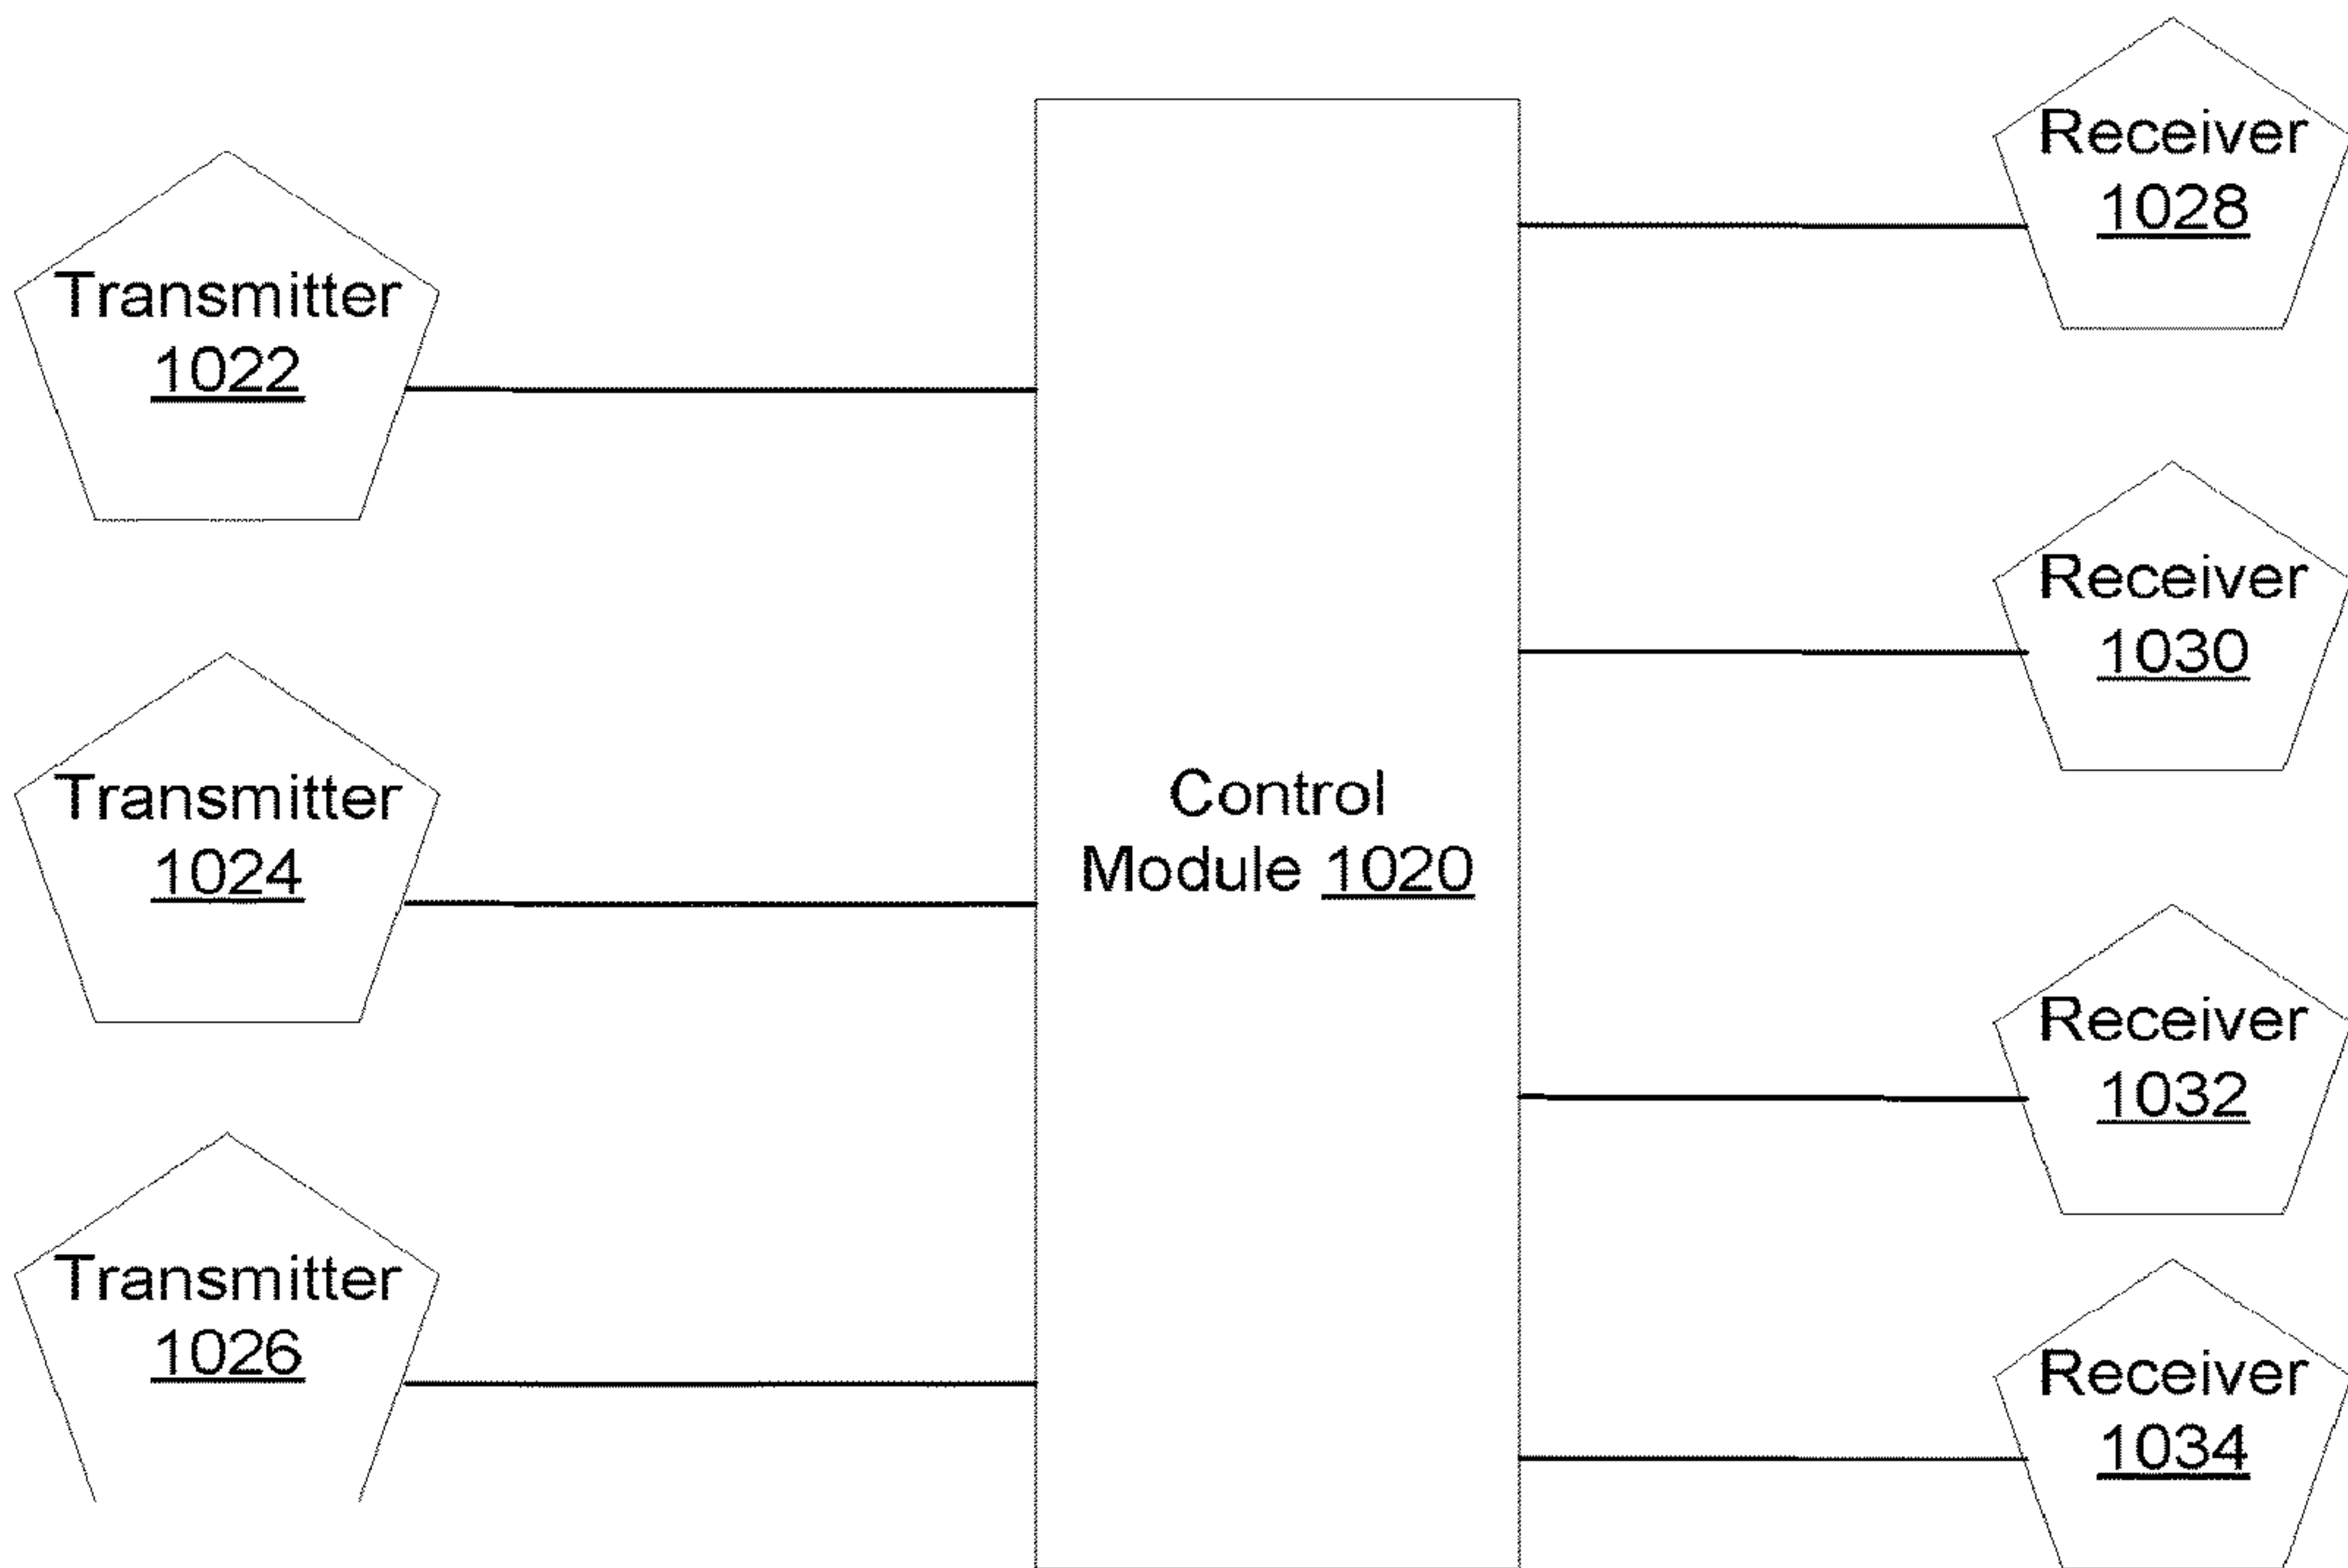 Transmitter
1022
Transmitter
1024
Transmitter
1026
Control
Module 1020
Receiver
1028
Receiver
1030
Receiver
1032
Receiver
1034